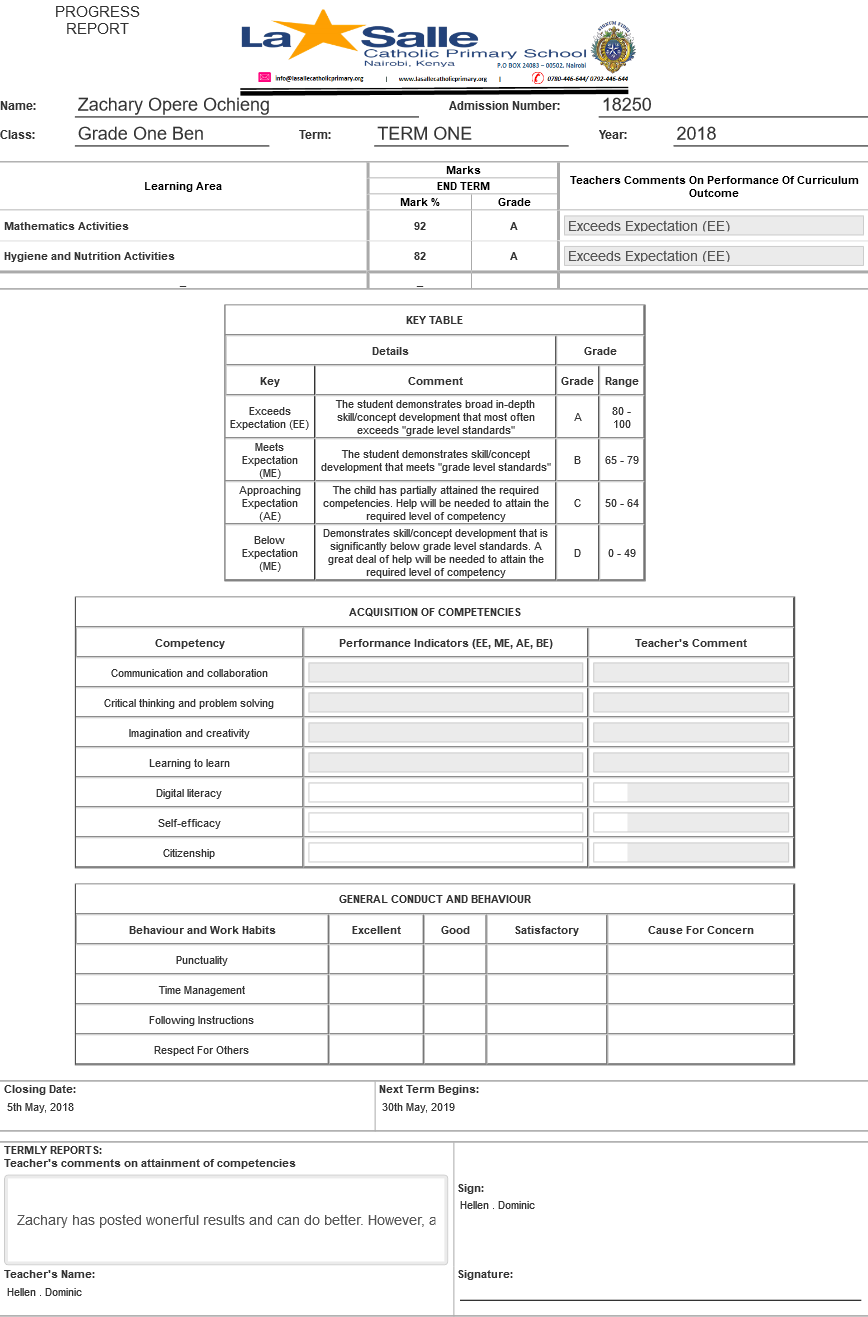 PROGRESS
REPORT
La Salle
Catholic Primary School
Nairobi, Kenya
P.O BOX 24083 – 00502, Nairobi
info@lasallecatholicprimary.org | www.lasallecatholicprimary.org | 0780-446-644/ 0792-446-644
Name: Zachary Opere Ochieng Admission Number: 18250
Class: Grade One Ben Term: TERM ONE Year: 2018
Learning Area Marks Teachers Comments On Performance Of Curriculum Outcome
END TERM
Mark % Grade
Mathematics Activities 92 A Exceeds Expectation (EE)
Hygiene and Nutrition Activities 82 A Exceeds Expectation (EE)
_ _
KEY TABLE
Details Grade
Key Comment Grade Range
Exceeds Expectation (EE) The student demonstrates broad in-depth skill/concept development that most often exceeds "grade level standards" A 80 - 100
Meets Expectation (ME) The student demonstrates skill/concept development that meets "grade level standards" B 65 - 79
Approaching Expectation (AE) The child has partially attained the required competencies. Help will be needed to attain the required level of competency C 50 - 64
Below Expectation (ME) Demonstrates skill/concept development that is significantly below grade level standards. A great deal of help will be needed to attain the required level of competency D 0 - 49
ACQUISITION OF COMPETENCIES
Competency Performance Indicators (EE, ME, AE, BE) Teacher's Comment
Communication and collaboration
Critical thinking and problem solving
Imagination and creativity
Learning to learn
Digital literacy
Self-efficacy
Citizenship
GENERAL CONDUCT AND BEHAVIOUR
Behaviour and Work Habits Excellent Good Satisfactory Cause For Concern
Punctuality
Time Management
Following Instructions
Respect For Others
Closing Date: Next Term Begins:
5th May, 2018 30th May, 2019
TERMLY REPORTS:
Teacher's comments on attainment of competencies
Sign:
Hellen . Dominic
Zachary has posted wonerful results and can do better. However, a
Teacher's Name: Signature:
Hellen . Dominic